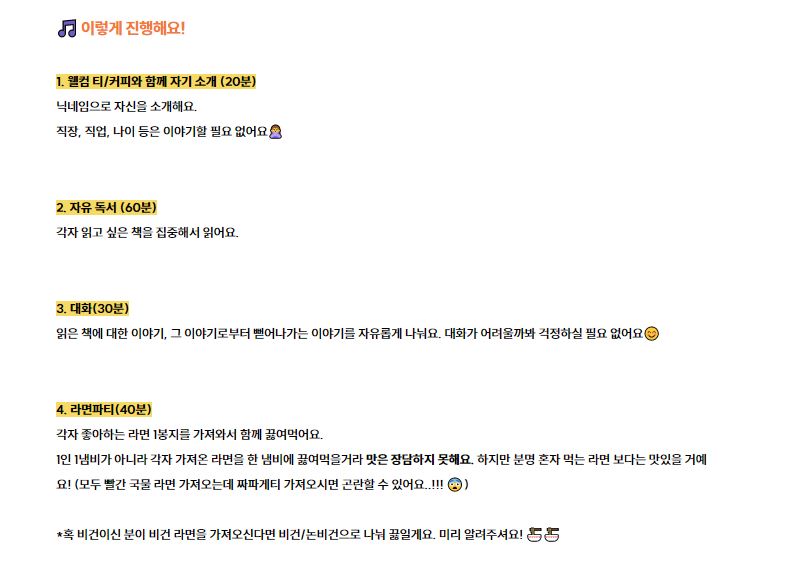 🎵 이렇게 진행해요!
1. 웰컴 티/커피와 함께 자기 소개 (20분)
닉네임으로 자신을 소개해요.
직장, 직업, 나이 등은 이야기할 필요 없어요🙅‍♀️
2. 자유 독서 (60분)
각자 읽고 싶은 책을 집중해서 읽어요.
3. 대화(30분)
읽은 책에 대한 이야기, 그 이야기로부터 뻗어나가는 이야기를 자유롭게 나눠요. 대화가 어려울까봐 걱정하실 필요 없어요😊
4. 라면파티(40분)
각자 좋아하는 라면 1봉지를 가져와서 함께 끓여먹어요.
1인 1냄비가 아니라 각자 가져온 라면을 한 냄비에 끓여먹을거라 맛은 장담하지 못해요. 하지만 분명 혼자 먹는 라면 보다는 맛있을 거예
요! (모두 빨간 국물 라면 가져오는데 짜파게티 가져오시면 곤란할 수 있어요..!!! 😨)
*혹 비건이신 분이 비건 라면을 가져오신다면 비건/논비건으로 나눠 끓일게요. 미리 알려주셔요! 🍜🍜